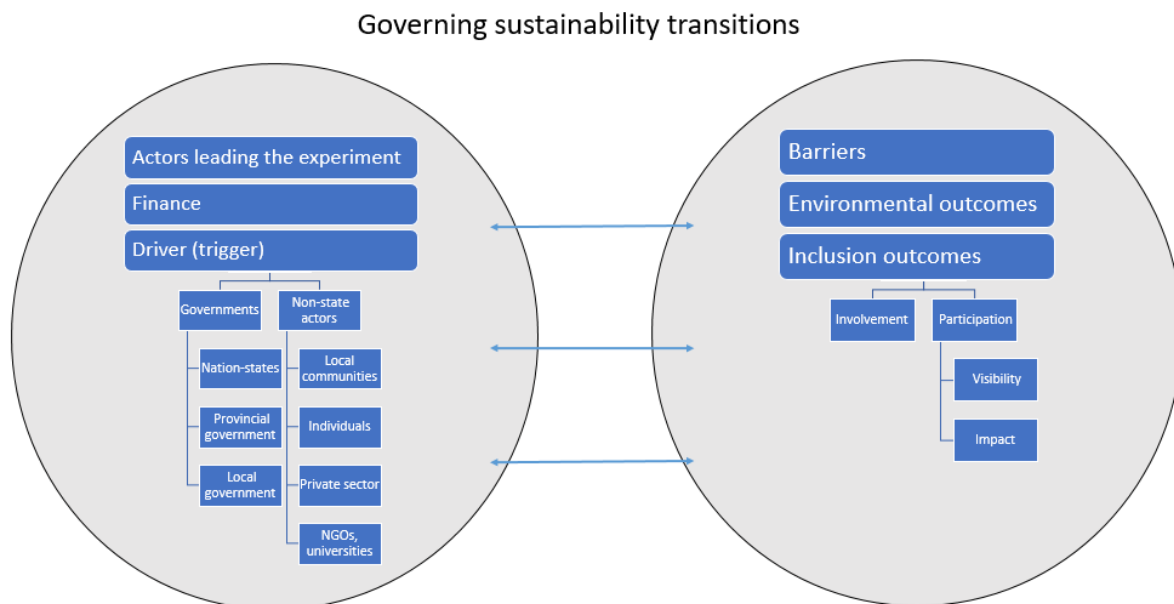 Governing sustainability transitions
Actors leading the experiment
Finance
Driver (trigger)
Governments
Non-state
actors
Nation-states
Local
communities
Provincial
government
Individuals
Local
government
Private sector
NGOs,
universities
Barriers
Environmental outcomes
Inclusion outcomes
Involvement
Participation
Visibility
Impact